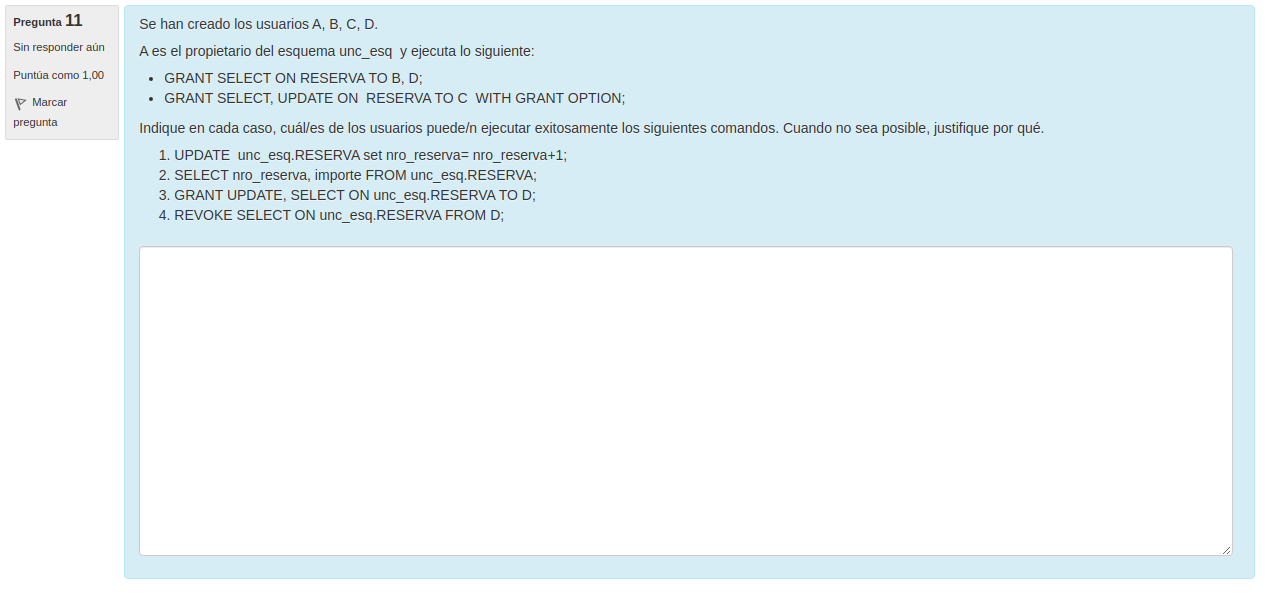 Pregunta 11
Sin responder aún
Puntúa como 1,00
Marcar
pregunta
Se han creado los usuarios A, B, C, D.
A es el propietario del esquema unc_esq  y ejecuta lo siguiente:
• GRANT SELECT ON RESERVA TO B, D;
• GRANT SELECT, UPDATE ON  RESERVA TO C  WITH GRANT OPTION;
Indique en cada caso, cuál/es de los usuarios puede/n ejecutar exitosamente los siguientes comandos. Cuando no sea posible, justifique por qué.
1. UPDATE  unc_esq.RESERVA set nro_reserva= nro_reserva+1;
2. SELECT nro_reserva, importe FROM unc_esq.RESERVA;
3. GRANT UPDATE, SELECT ON unc_esq.RESERVA TO D;
4. REVOKE SELECT ON unc_esq.RESERVA FROM D;